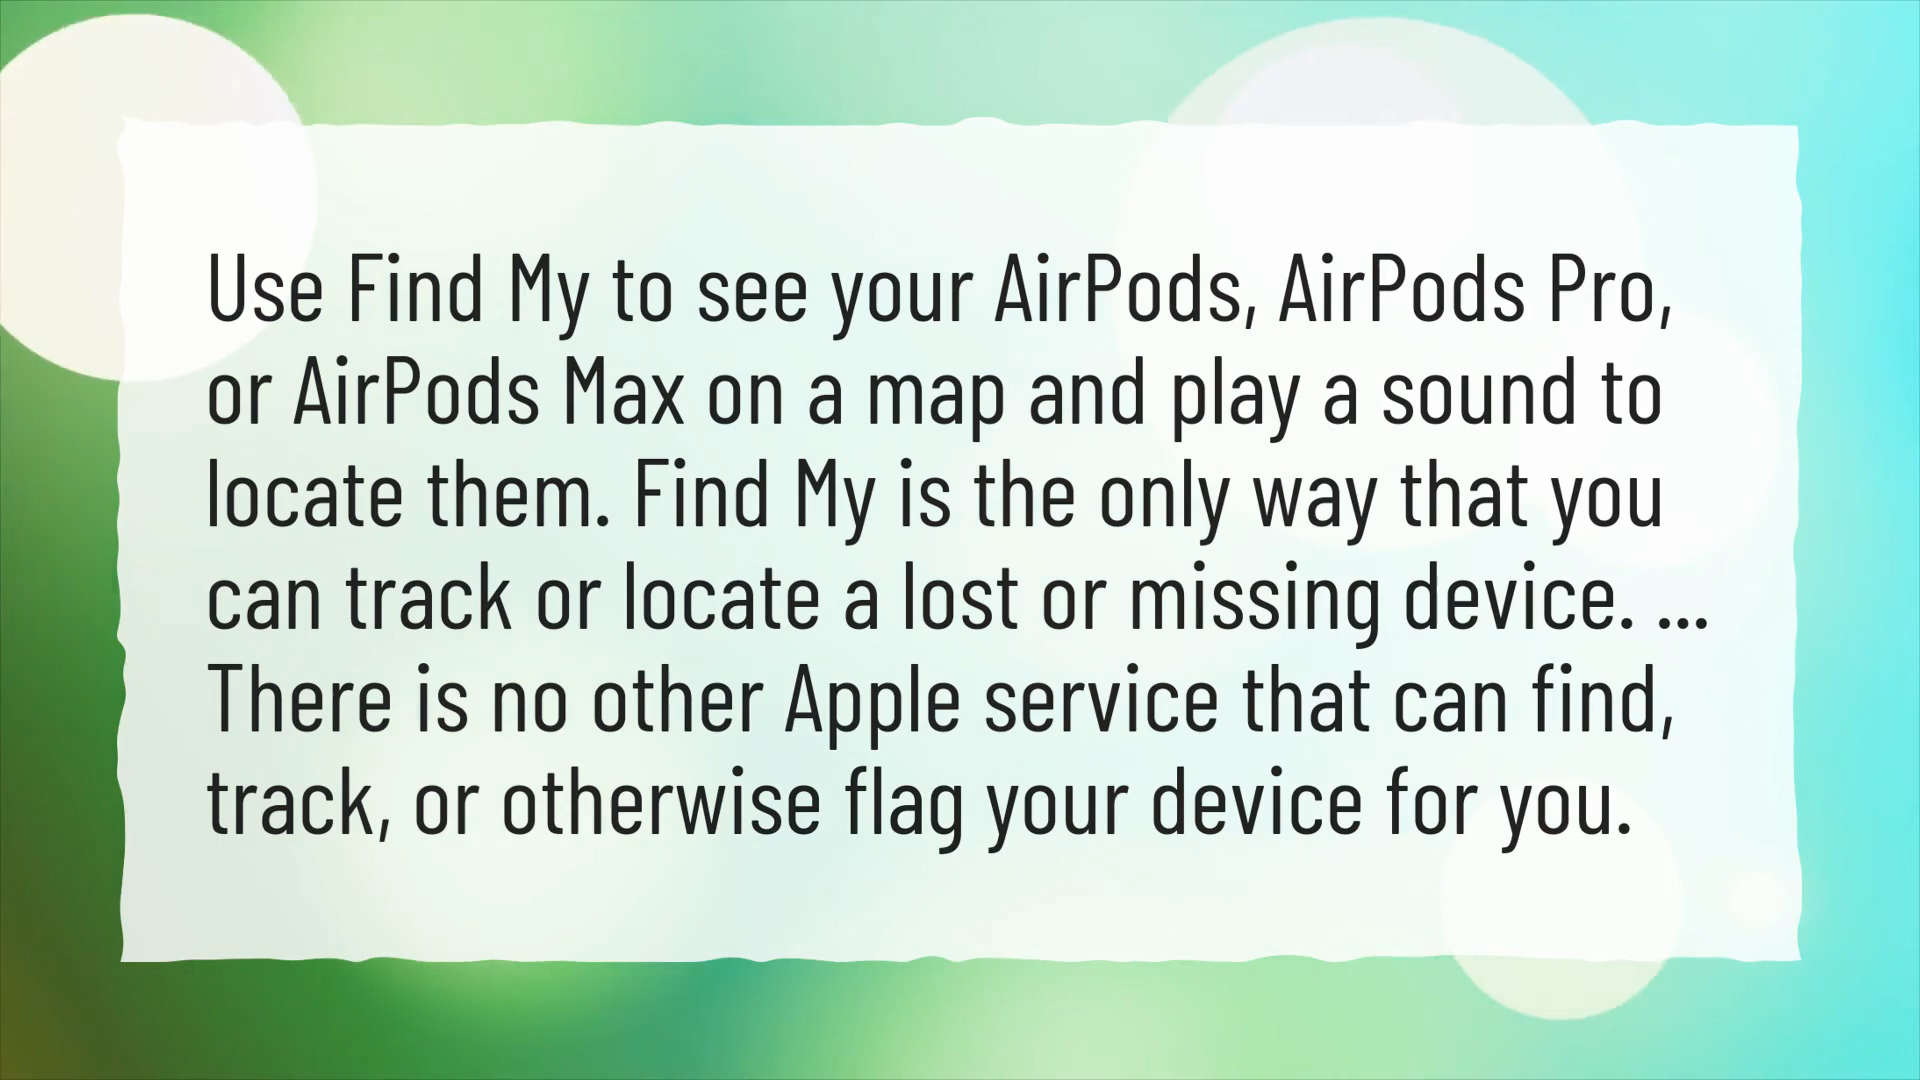 Use Find My to see your AirPods, AirPods Pro,
or AirPods Max on a map and play a sound to
locate them. Find My is the only way that you
can track or locate a lost or missing device. ...
There is no other Apple service that can find,
track, or otherwise flag your device for you.